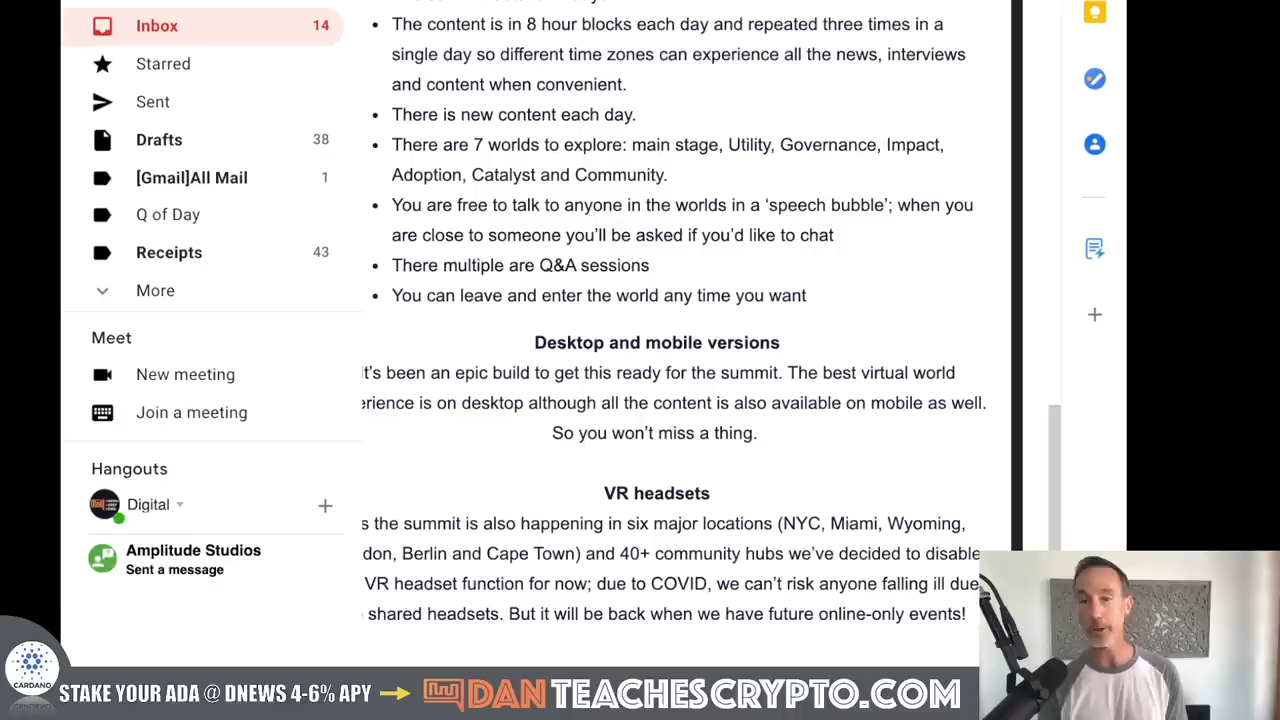 Inbox 14
Starred
Sent
Drafts 38
[Gmail]All Mail 1
Q of Day
Receipts 43
More
Meet
New meeting
Join a meeting
Hangouts
Digital
Amplitude Studios
Sent a message
The content is in 8 hour blocks each day and repeated three times in a
single day so different time zones can experience all the news, interviews
and content when convenient.
There is new content each day.
There are 7 worlds to explore: main stage, Utility, Governance, Impact,
Adoption, Catalyst and Community.
You are free to talk to anyone in the worlds in a ‘speech bubble’; when you
are close to someone you’ll be asked if you’d like to chat
There multiple are Q&A sessions
You can leave and enter the world any time you want
Desktop and mobile versions
t’s been an epic build to get this ready for the summit. The best virtual world
erience is on desktop although all the content is also available on mobile as well.
So you won’t miss a thing.
VR headsets
s the summit is also happening in six major locations (NYC, Miami, Wyoming,
don, Berlin and Cape Town) and 40+ community hubs we’ve decided to disable
VR headset function for now; due to COVID, we can’t risk anyone falling ill due
shared headsets. But it will be back when we have future online-only events!
CARDANO
STAKE YOUR ADA @ DNEWS 4-6% APY
DANTEACHESCRYPTO.COM